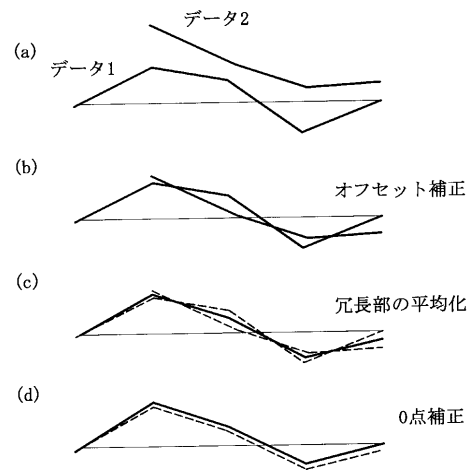 データ2
(a)
データ1
(b)
オフセット補正
(c)
冗長部の平均化
(d)
0点補正